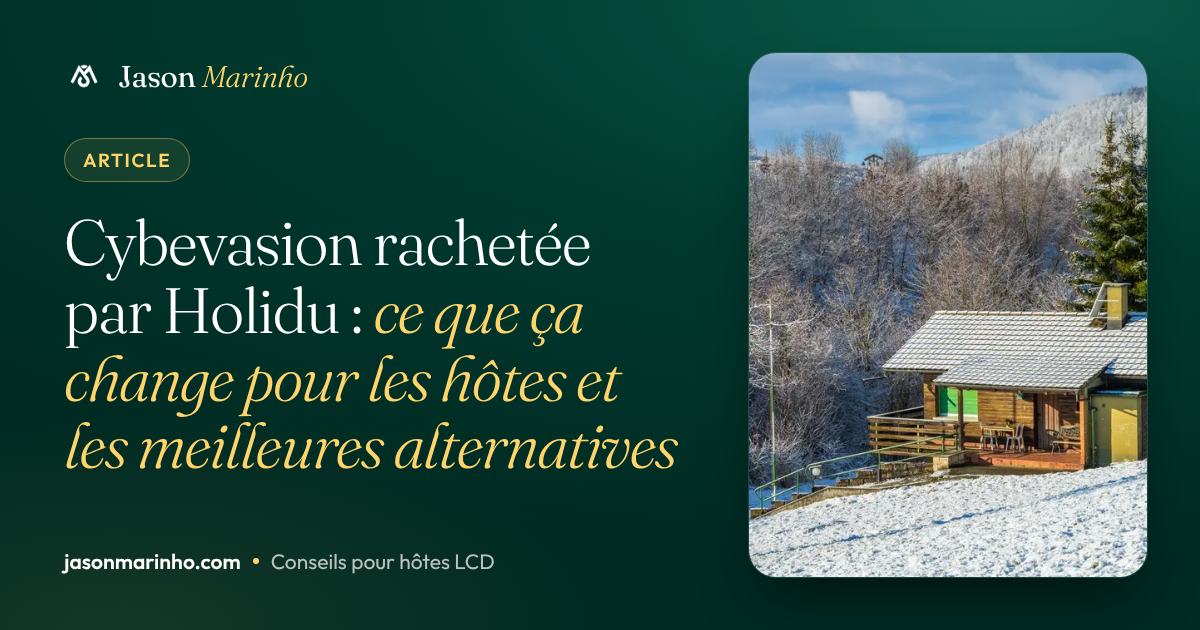 Jason Marinho
ARTICLE
Cybevasion rachetée
par Holidu : ce que ça
change pour les hôtes et
les meilleures alternatives
jasonmarinho.com • Conseils pour hôtes LCD